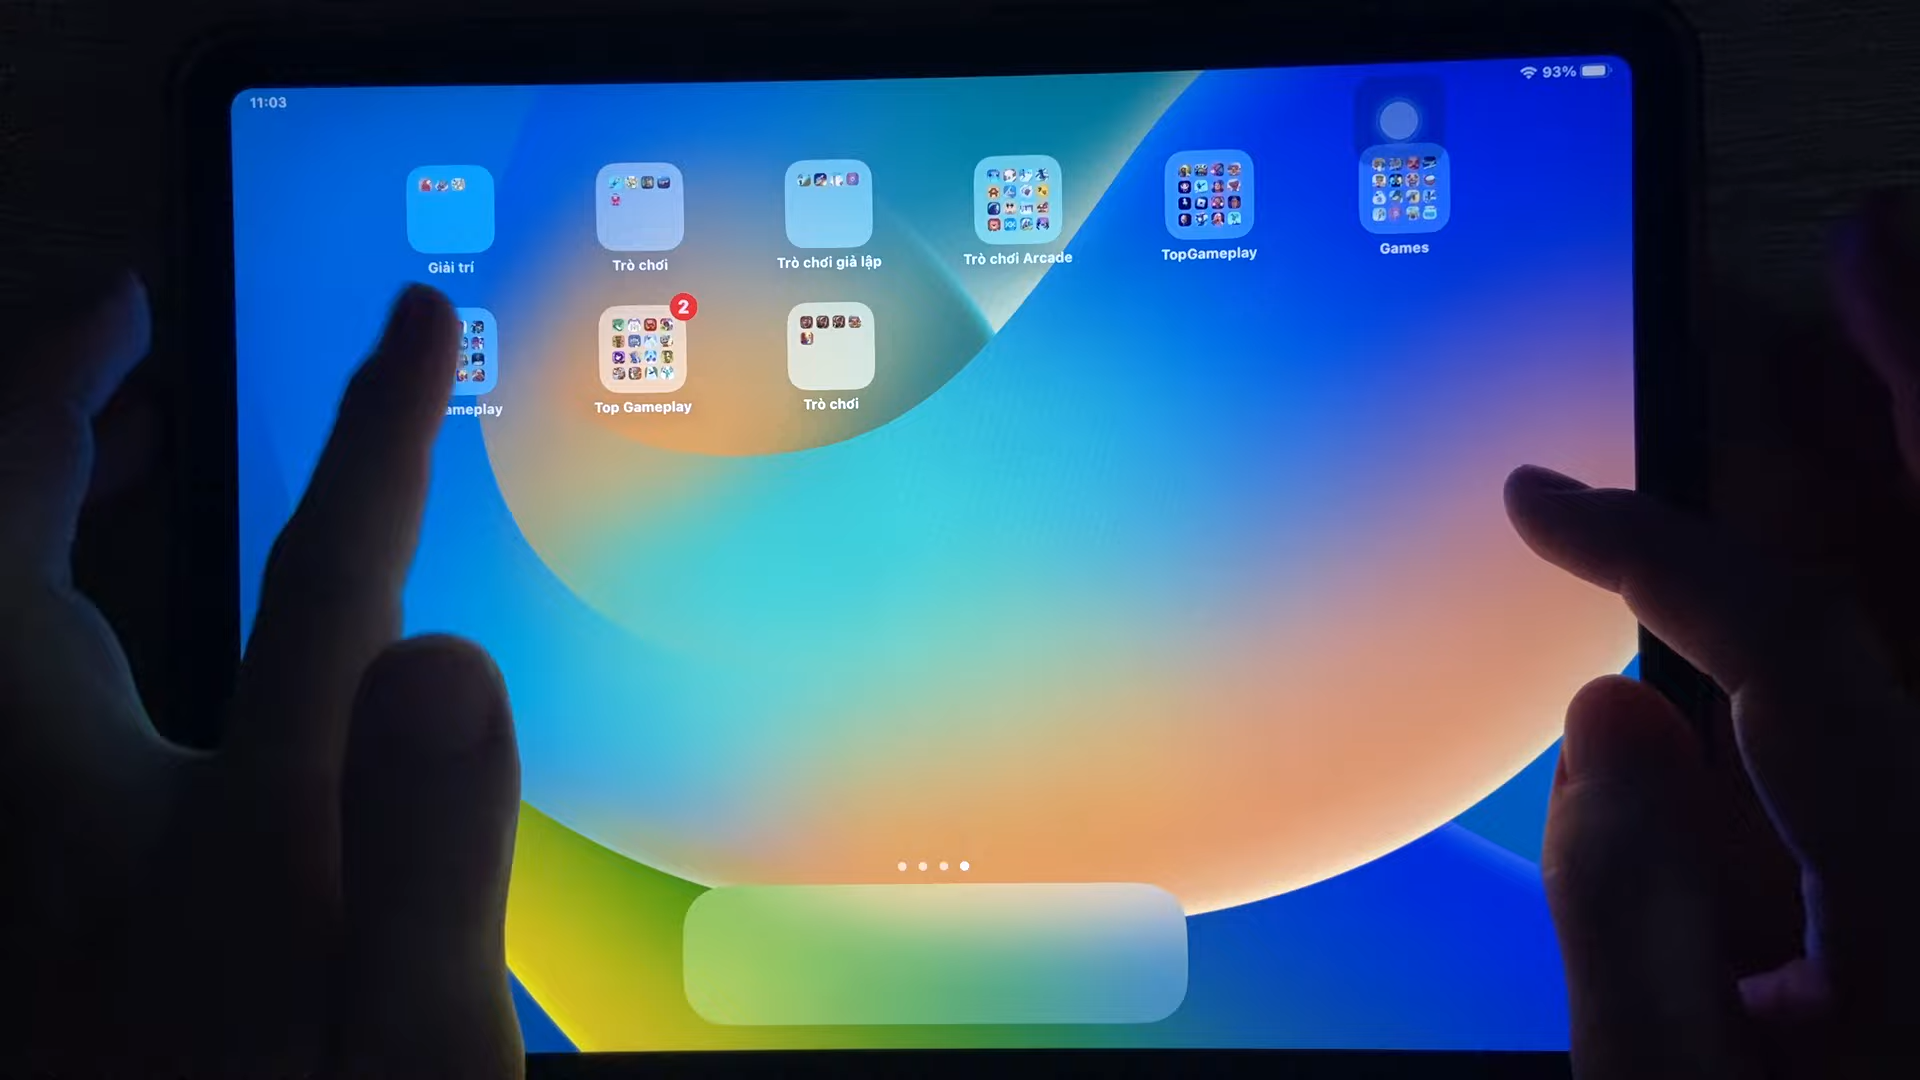 11:03
93%
Giải trí
Trò chơi
Trò chơi giả lập
Trò chơi Arcade
TopGameplay
Games
2
ameplay
Top Gameplay
Trò chơi